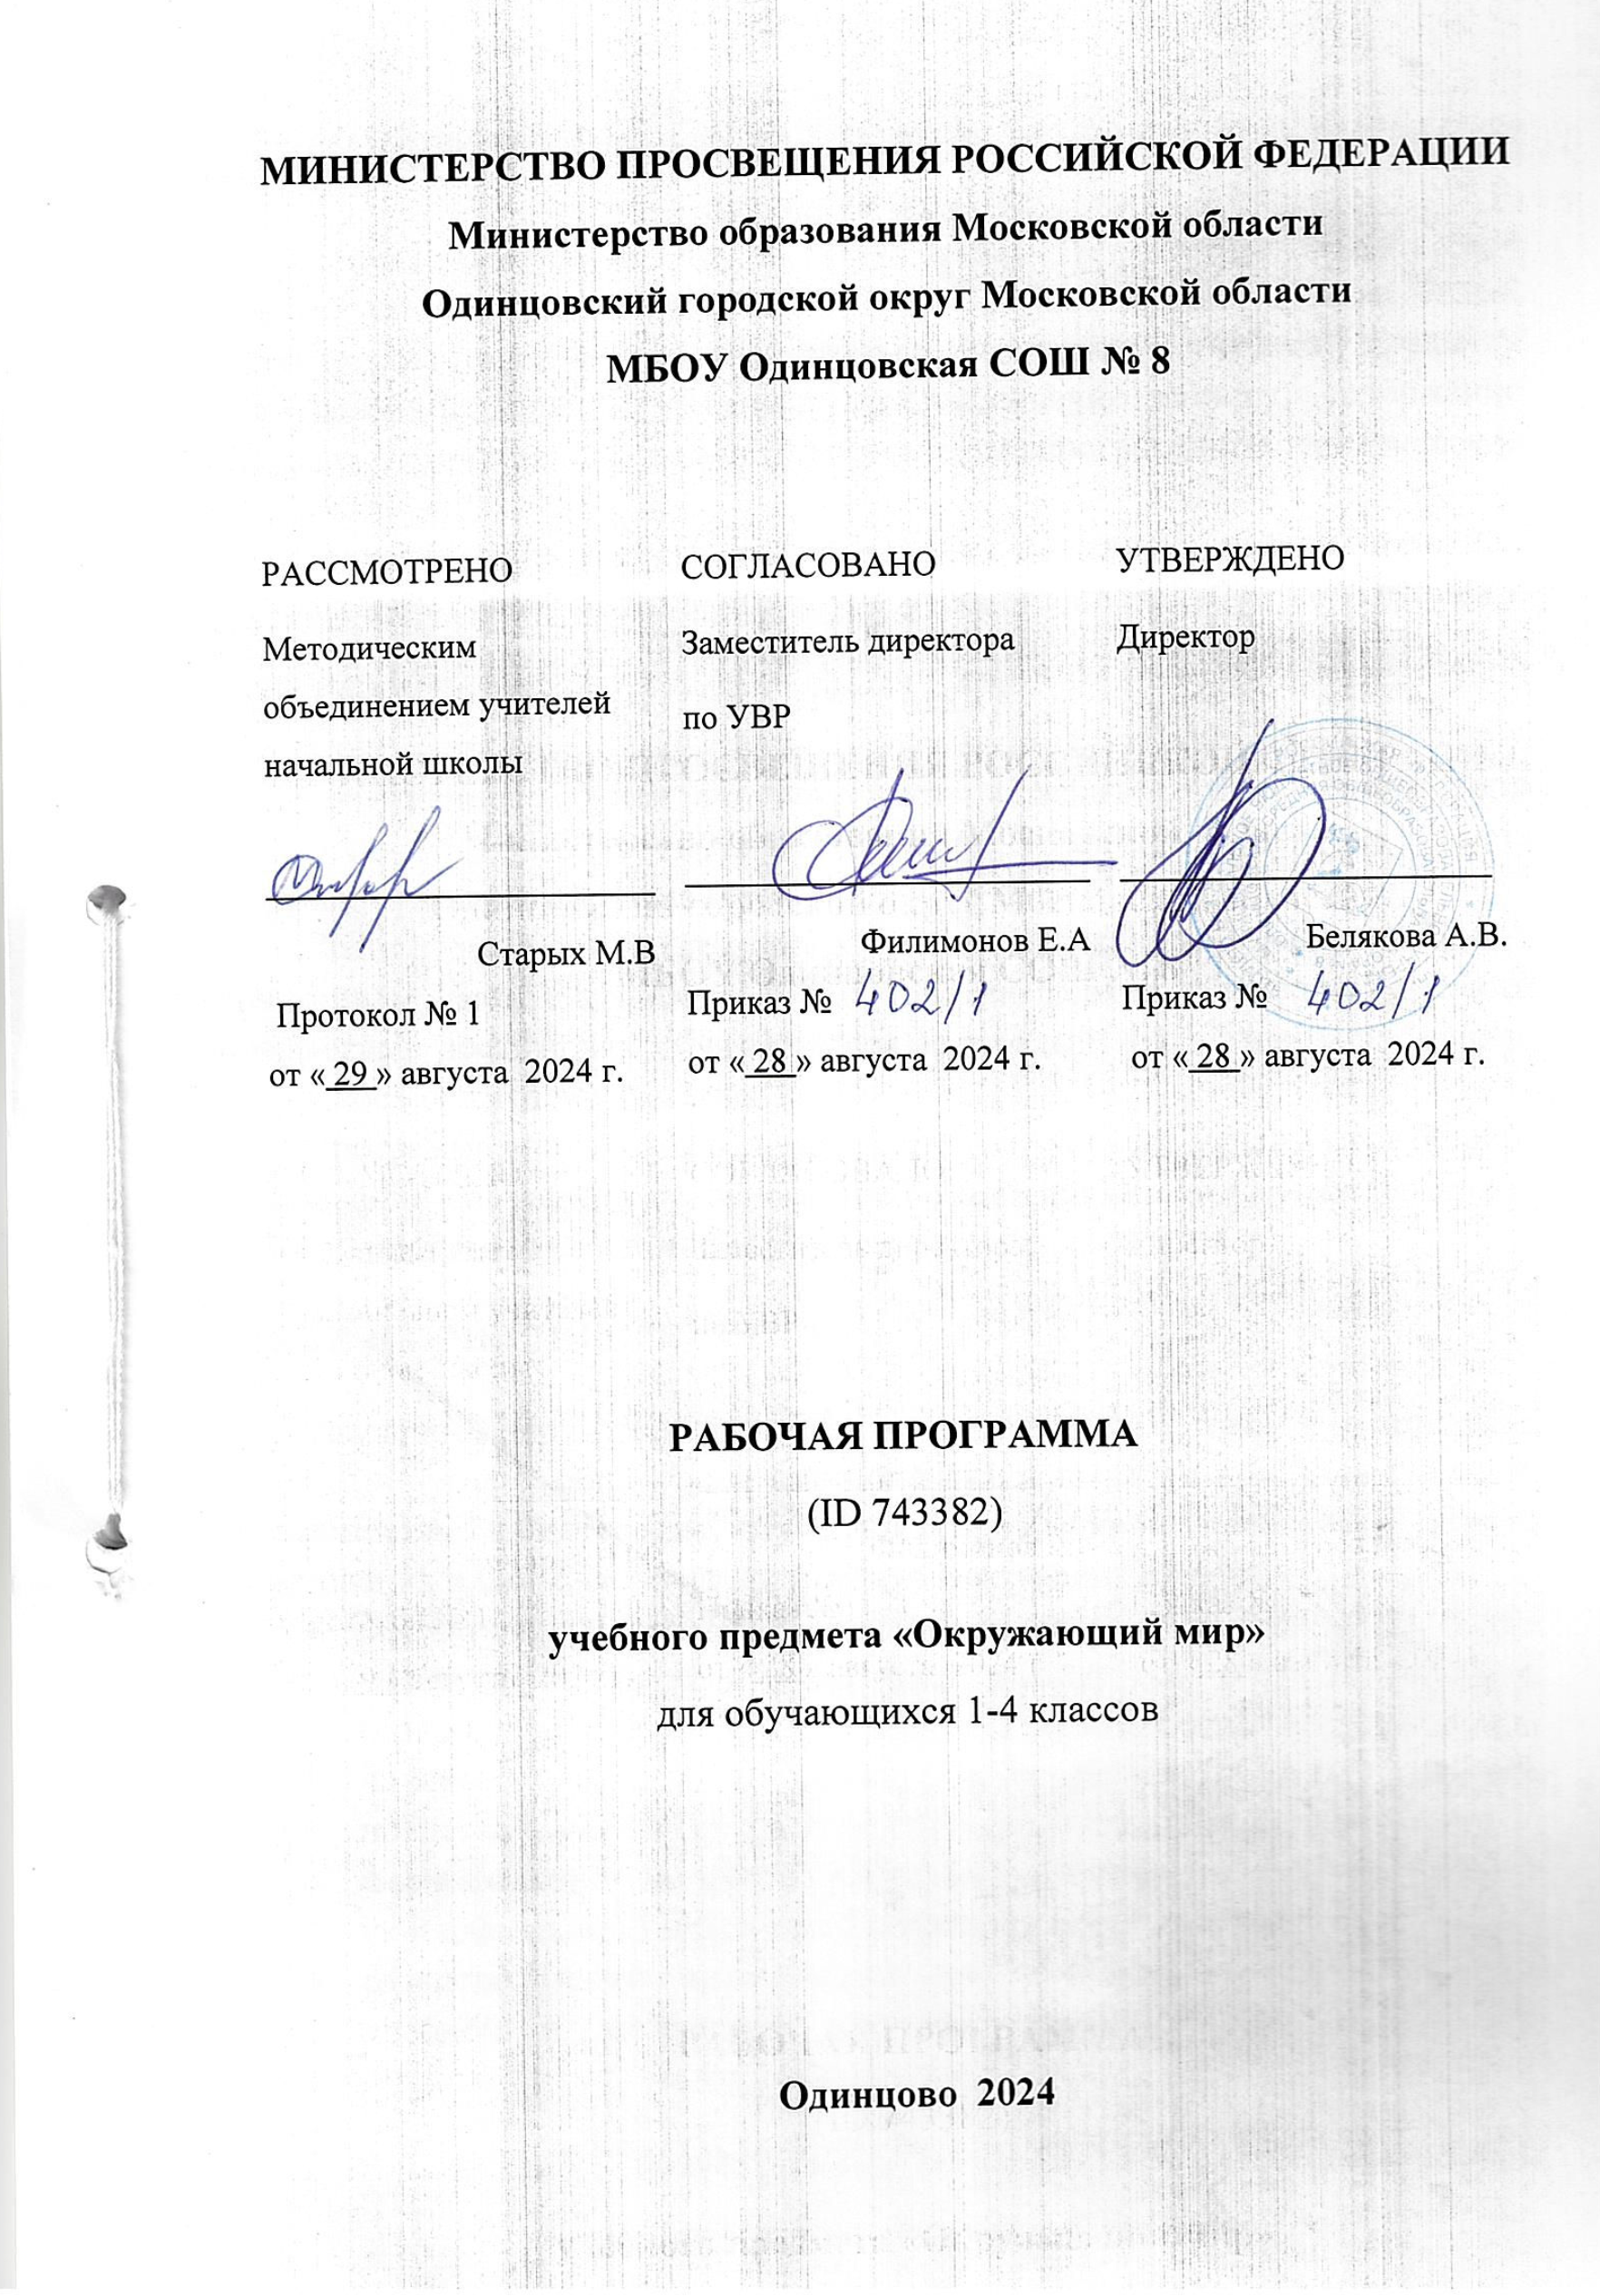 МИНИСТЕРСТВО ПРОСВЕЩЕНИЯ РОССИЙСКОЙ ФЕДЕРАЦИИ
Министерство образования Московской области
Одинцовский городской округ Московской области
МБОУ Одинцовская СОШ № 8
РАССМОТРЕНО
Методическим
объединением учителей
начальной школы
Старых М.В
Протокол № 1
от « 29 » августа 2024 г.
СОГЛАСОВАНО
Заместитель директора
по УВР
Филимонов Е.А
Приказ № 402/1
от « 28 » августа 2024 г.
УТВЕРЖДЕНО
Директор
Белякова А.В.
Приказ № 402/1
от « 28 » августа 2024 г.
РАБОЧАЯ ПРОГРАММА
(ID 743382)
учебного предмета «Окружающий мир»
для обучающихся 1-4 классов
Одинцово 2024